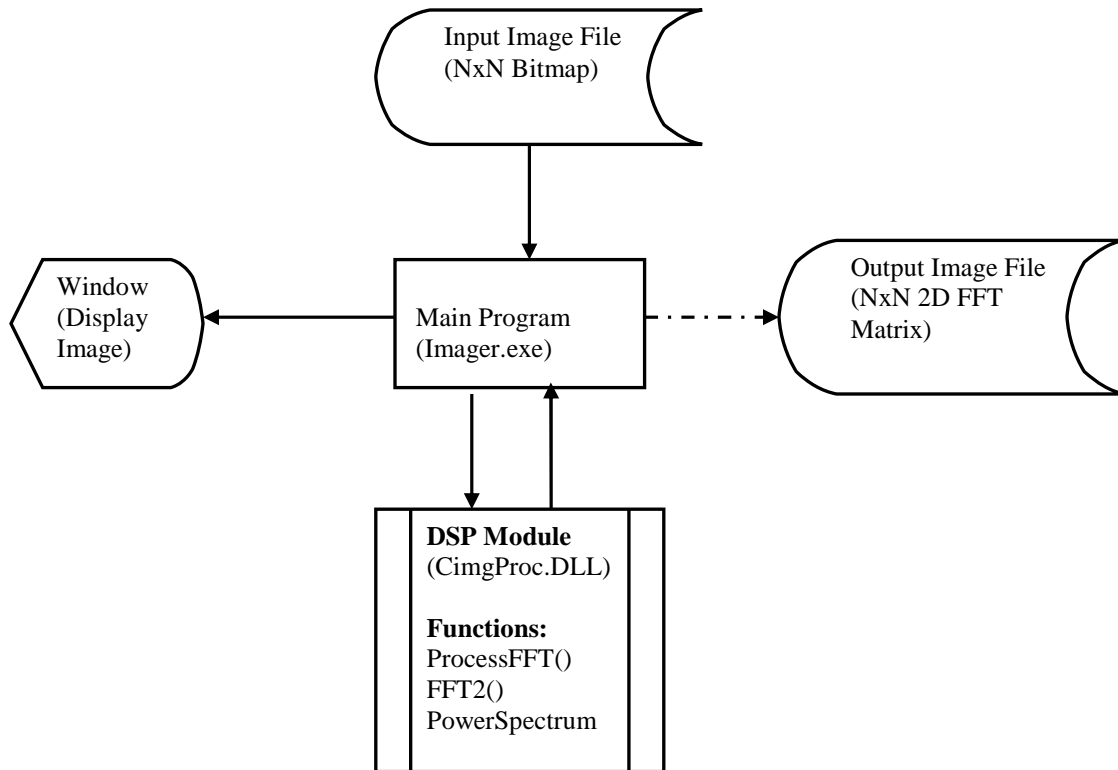 Input Image File
(NxN Bitmap)
Window
(Display
Image)
Main Program
(Imager.exe)
Output Image File
(NxN 2D FFT
Matrix)
DSP Module
(CimgProc.DLL)
Functions:
ProcessFFT()
FFT2()
PowerSpectrum